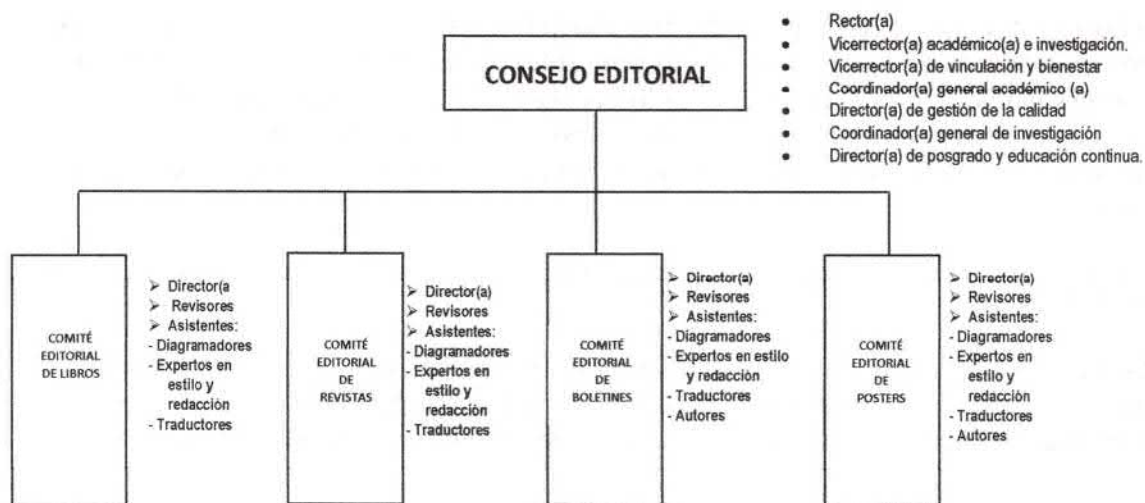 CONSEJO EDITORIAL
• Rector(a)
• Vicerrector(a) académico(a) e investigación.
• Vicerrector(a) de vinculación y bienestar
• Coordinador(a) general académico (a)
• Director(a) de gestión de la calidad
• Coordinador(a) general de investigación
• Director(a) de posgrado y educación continua.
COMITÉ
EDITORIAL
DE LIBROS
➢ Director(a
➢ Revisores
➢ Asistentes:
- Diagramadores
- Expertos en
estilo y
redacción
- Traductores
COMITÉ
EDITORIAL
DE
REVISTAS
➢ Director(a)
➢ Revisores
➢ Asistentes:
- Diagramadores
- Expertos en
estilo y
redacción
- Traductores
COMITÉ
EDITORIAL
DE
BOLETINES
➢ Director(a)
➢ Revisores
➢ Asistentes:
- Diagramadores
- Expertos en estilo
y redacción
- Traductores
- Autores
COMITÉ
EDITORIAL
DE
POSTERS
➢ Director(a)
➢ Revisores
➢ Asistentes:
- Diagramadores
- Expertos en
estilo y
redacción
- Traductores
- Autores